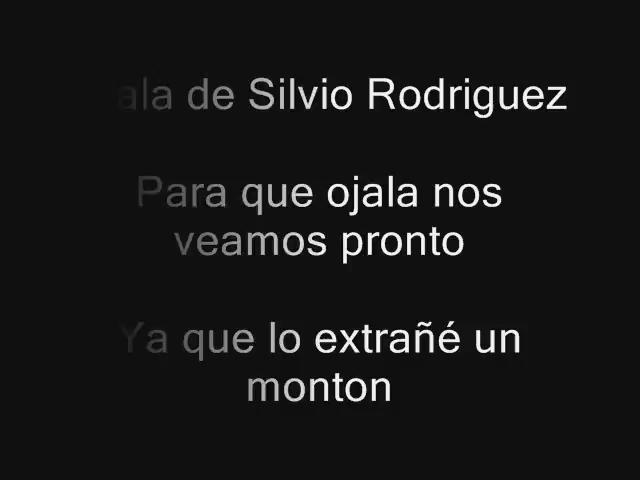 ala de Silvio Rodriguez
Para que ojala nos
veamos pronto
Ya que lo extrañé un
monton